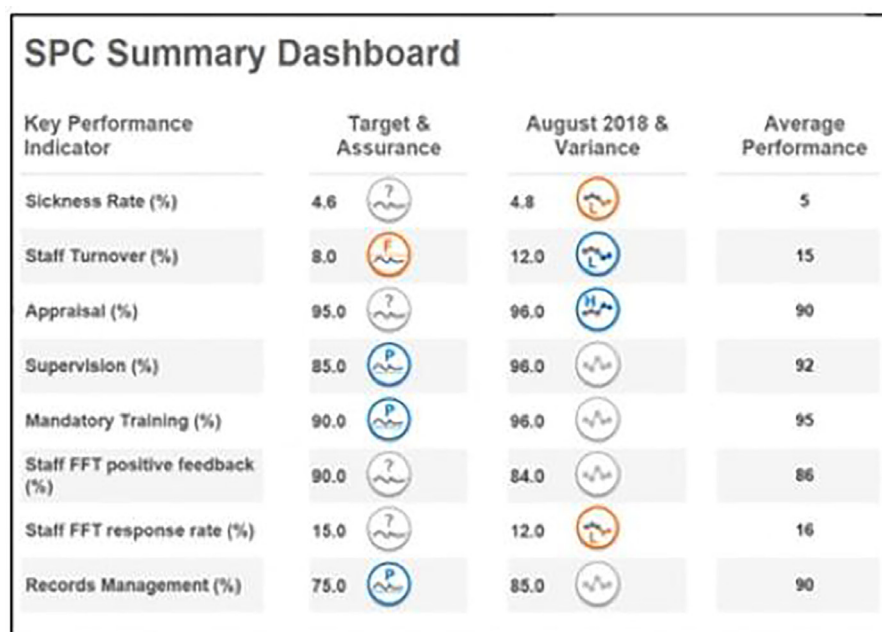 SPC Summary Dashboard
Key Performance Indicator Target & Assurance August 2018 & Variance Average Performance
Sickness Rate (%) 4.6 ? 4.8 L 5
Staff Turnover (%) 8.0 F 12.0 L 15
Appraisal (%) 95.0 ? 96.0 H 90
Supervision (%) 85.0 P 96.0 92
Mandatory Training (%) 90.0 P 96.0 95
Staff FFT positive feedback (%) 90.0 ? 84.0 86
Staff FFT response rate (%) 15.0 ? 12.0 L 16
Records Management (%) 75.0 P 85.0 90